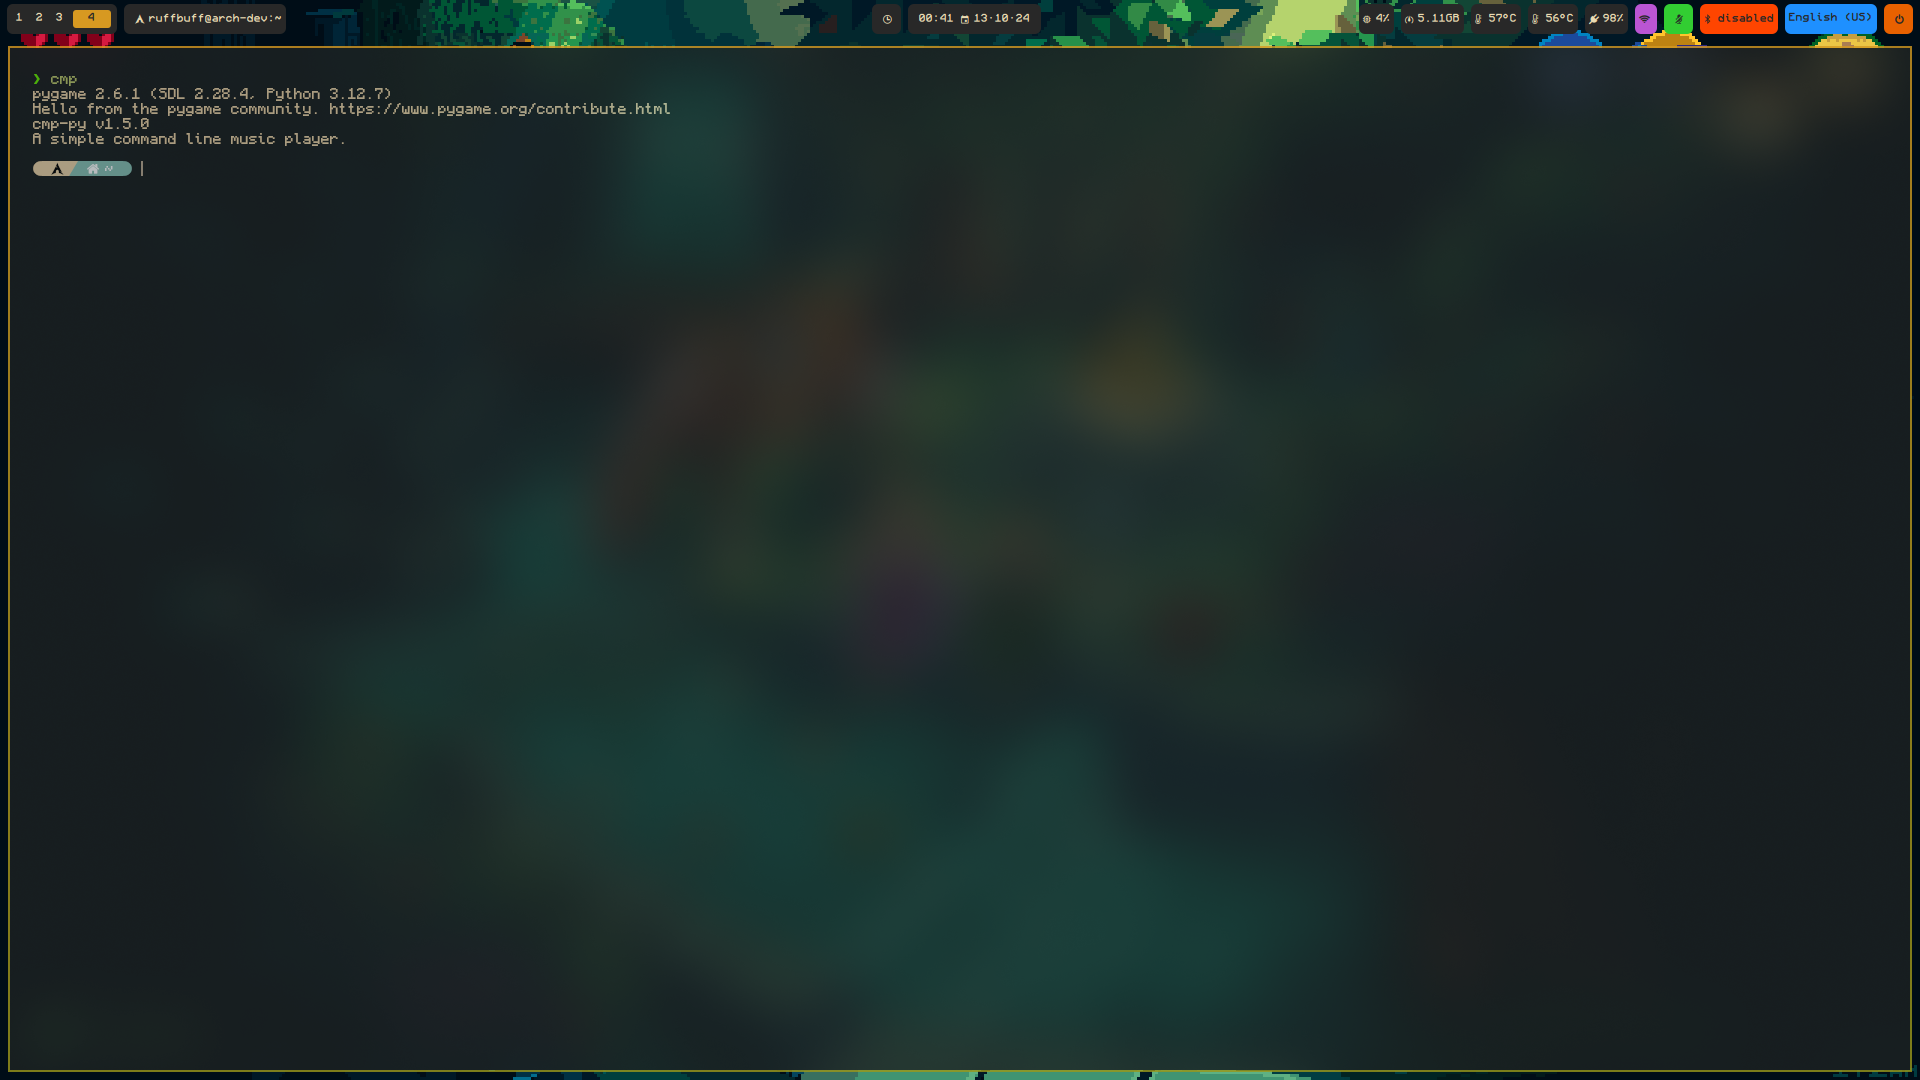 1 2 3 4
ruffbuff@arch-dev:~
00:41 13·10·24
4%
5.11GB
57°C
56°C
98%
disabled
English (US)
❯ cmp
pygame 2.6.1 (SDL 2.28.4, Python 3.12.7)
Hello from the pygame community. https://www.pygame.org/contribute.html
cmp-py v1.5.0
A simple command line music player.
~